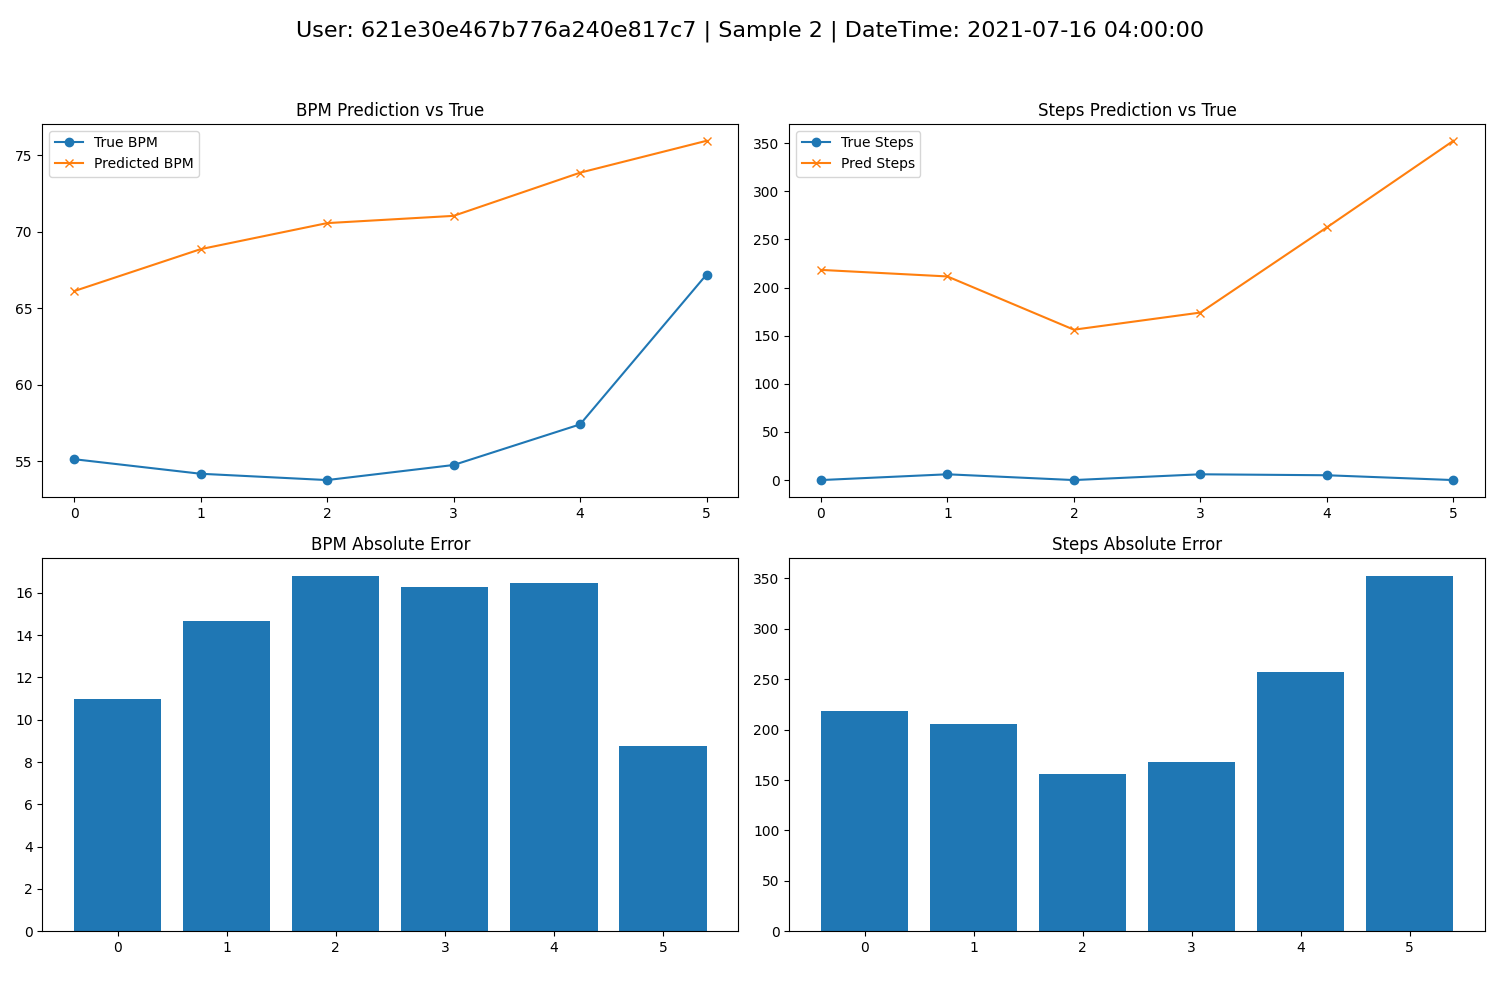 User: 621e30e467b776a240e817c7 | Sample 2 | DateTime: 2021-07-16 04:00:00
BPM Prediction vs True
True BPM
Predicted BPM
75
70
65
60
55
0 1 2 3 4 5
Steps Prediction vs True
True Steps
Pred Steps
350
300
250
200
150
100
50
0
0 1 2 3 4 5
BPM Absolute Error
16
14
12
10
8
6
4
2
0
0 1 2 3 4 5
Steps Absolute Error
350
300
250
200
150
100
50
0
0 1 2 3 4 5